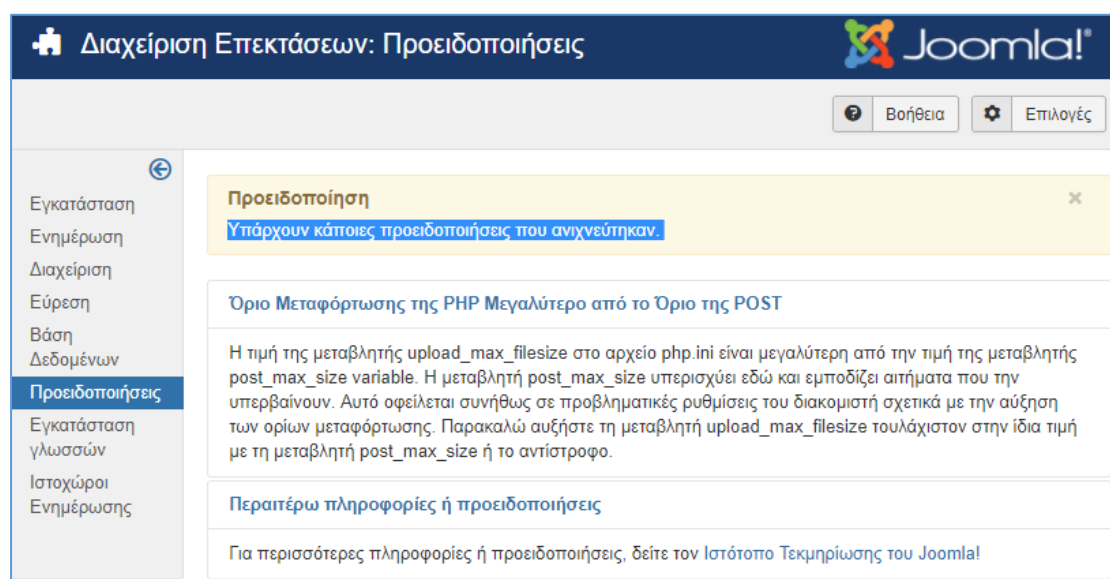 Διαχείριση Επεκτάσεων: Προειδοποιήσεις
Joomla!®
Βοήθεια
Επιλογές
Εγκατάσταση
Ενημέρωση
Διαχείριση
Εύρεση
Βάση
Δεδομένων
Προειδοποιήσεις
Εγκατάσταση
γλωσσών
Ιστοχώροι
Ενημέρωσης
Προειδοποίηση
×
Υπάρχουν κάποιες προειδοποιήσεις που ανιχνεύτηκαν.
Όριο Μεταφόρτωσης της PHP Μεγαλύτερο από το Όριο της POST
Η τιμή της μεταβλητής upload_max_filesize στο αρχείο php.ini είναι μεγαλύτερη από την τιμή της μεταβλητής
post_max_size variable. Η μεταβλητή post_max_size υπερισχύει εδώ και εμποδίζει αιτήματα που την
υπερβαίνουν. Αυτό οφείλεται συνήθως σε προβληματικές ρυθμίσεις του διακομιστή σχετικά με την αύξηση
των ορίων μεταφόρτωσης. Παρακαλώ αυξήστε τη μεταβλητή upload_max_filesize τουλάχιστον στην ίδια τιμή
με τη μεταβλητή post_max_size ή το αντίστροφο.
Περαιτέρω πληροφορίες ή προειδοποιήσεις
Για περισσότερες πληροφορίες ή προειδοποιήσεις, δείτε τον Ιστότοπο Τεκμηρίωσης του Joomla!